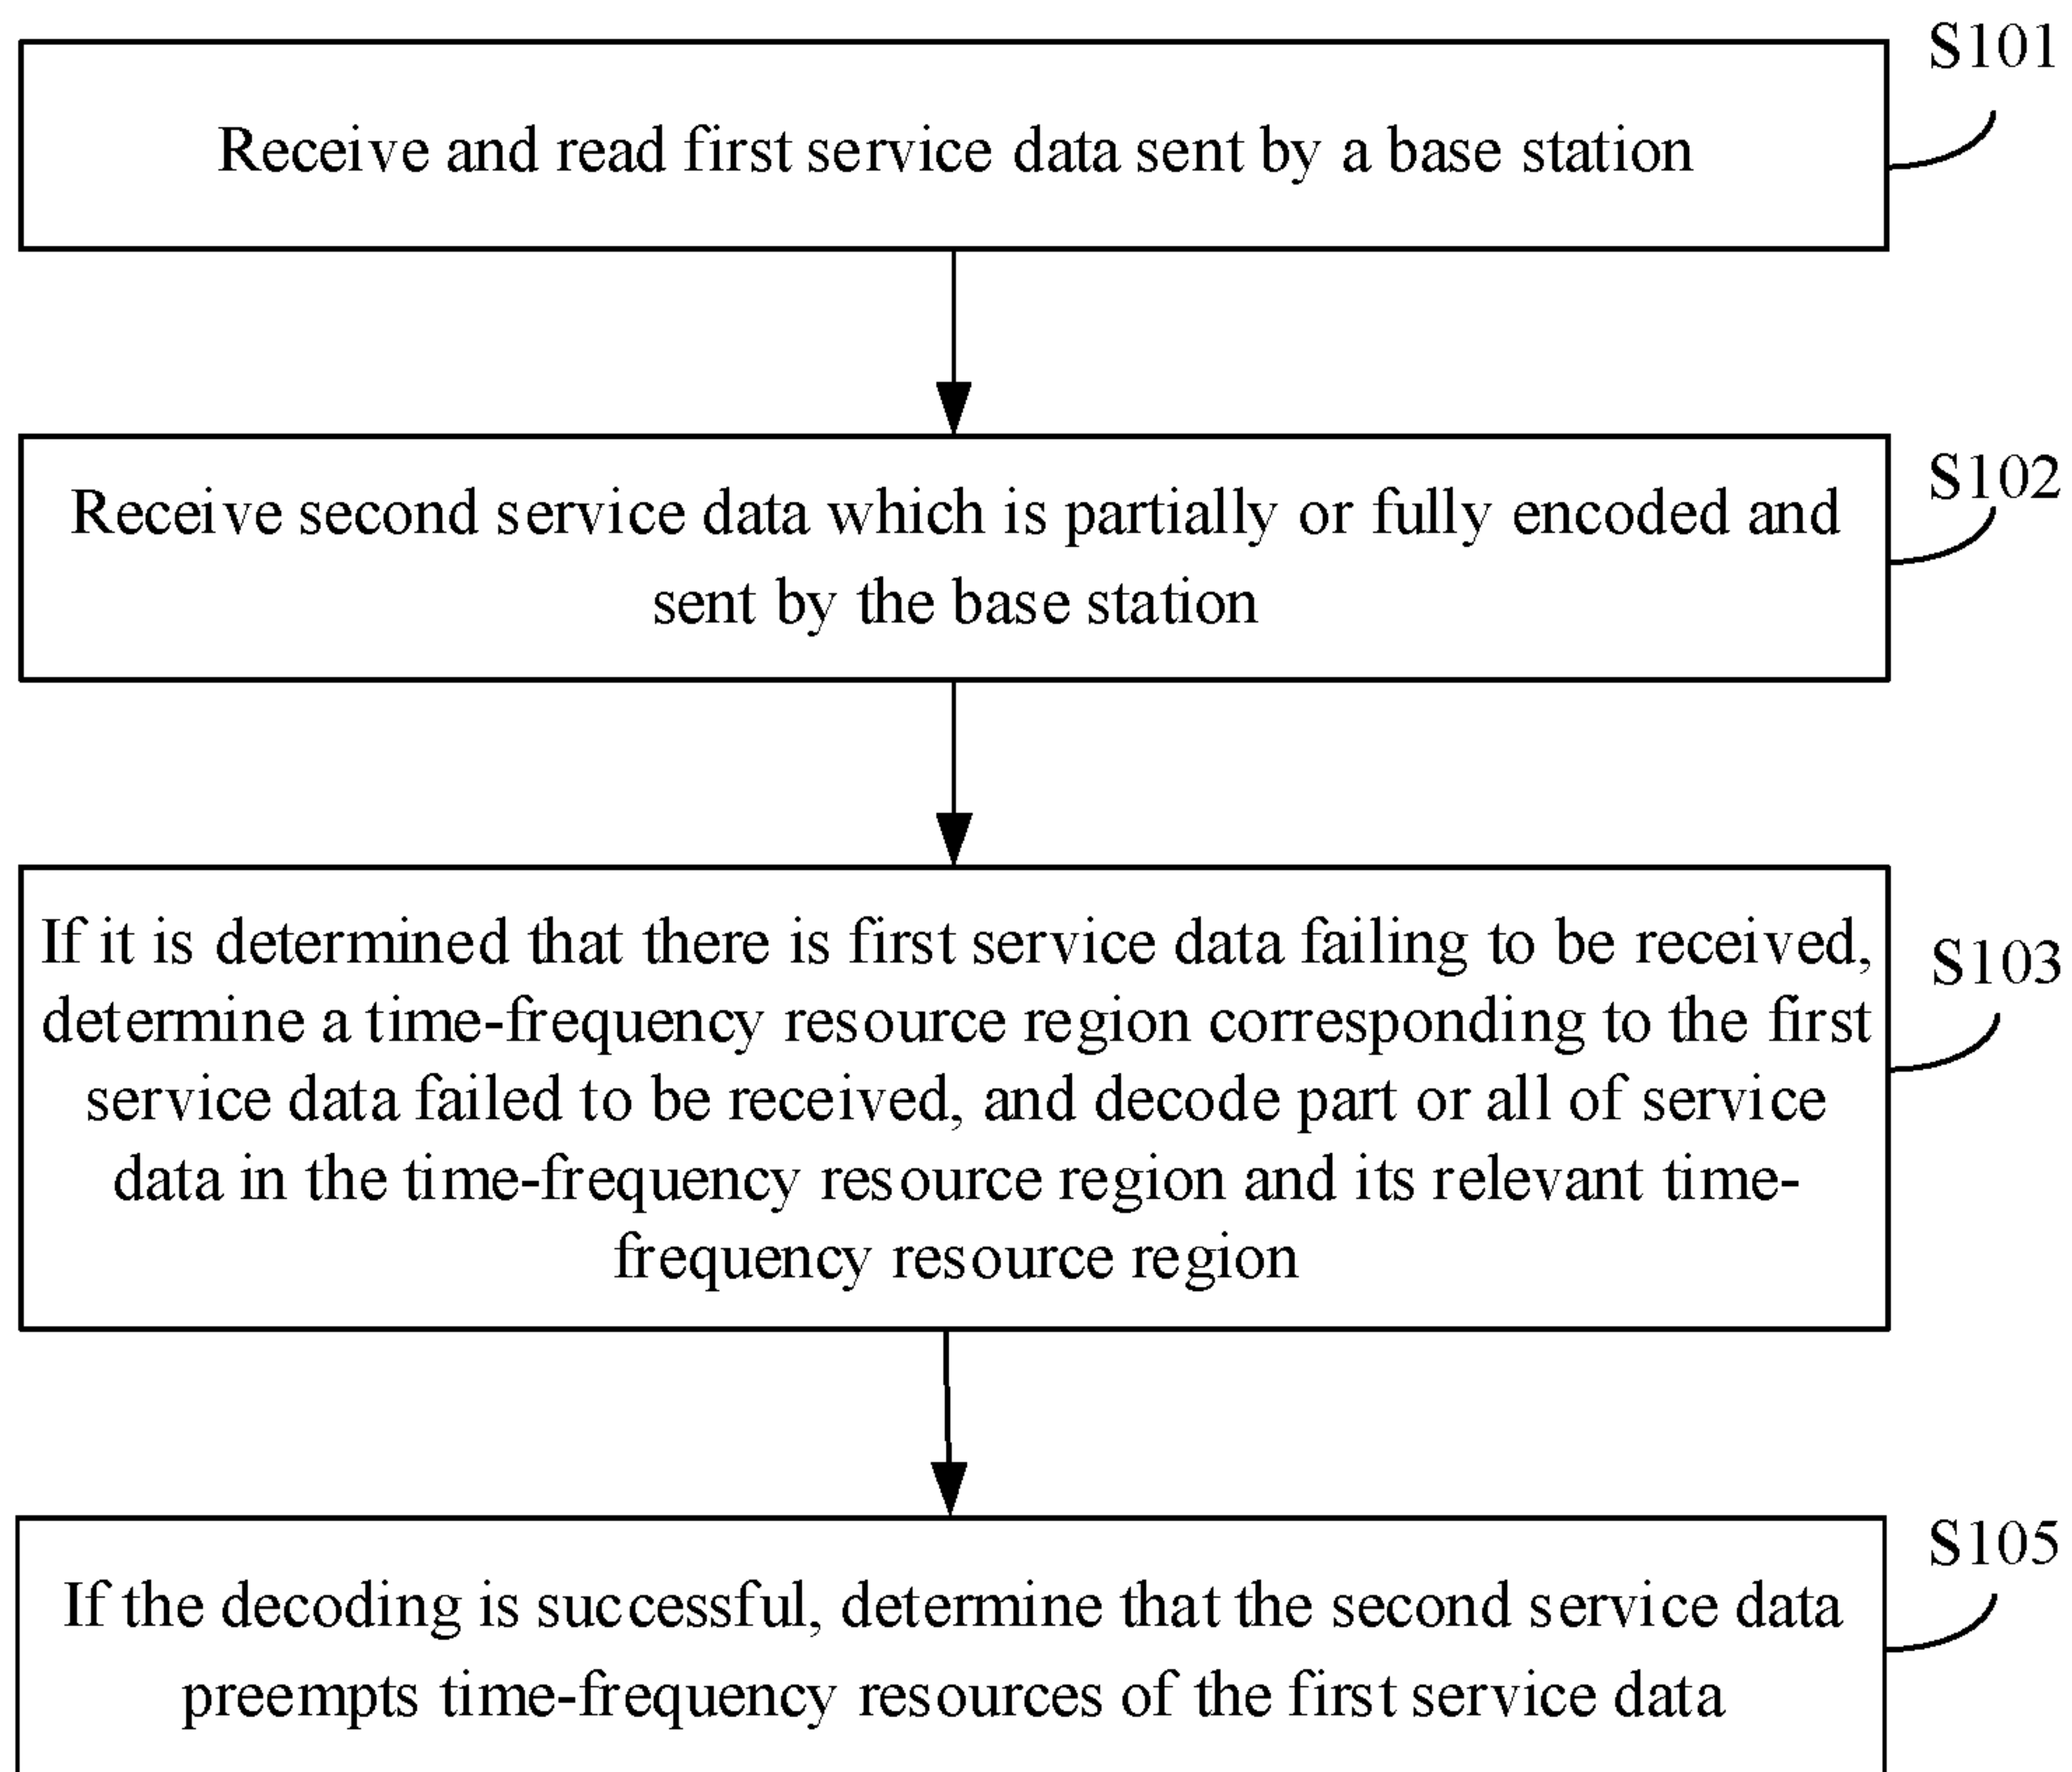 S101
Receive and read first service data sent by a base station
S102
Receive second service data which is partially or fully encoded and
sent by the base station
If it is determined that there is first service data failing to be received,
S103
determine a time-frequency resource region corresponding to the first
service data failed to be received, and decode part or all of service
data in the time-frequency resource region and its relevant time-
frequency resource region
S105
If the decoding is successful, determine that the second service data
preempts time-frequency resources of the first service data